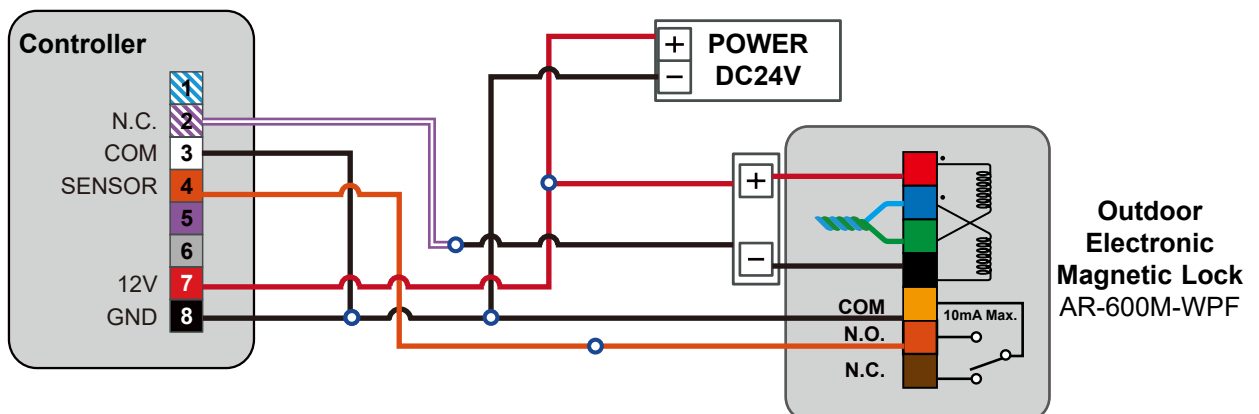 Controller
1
N.C. 2
COM 3
SENSOR 4
5
6
12V 7
GND 8
+ POWER
− DC24V
+
−
COM
N.O.
N.C.
10mA Max.
Outdoor
Electronic
Magnetic Lock
AR-600M-WPF